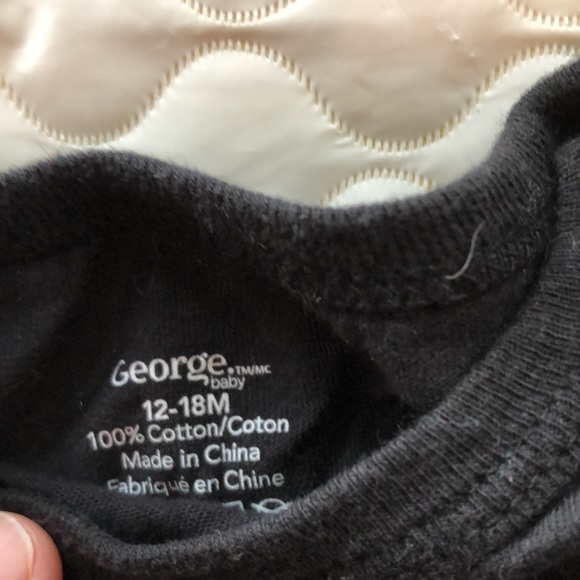 George.TM/MC
baby
12-18M
100% Cotton/Coton
Made in China
Fabriqué en Chine